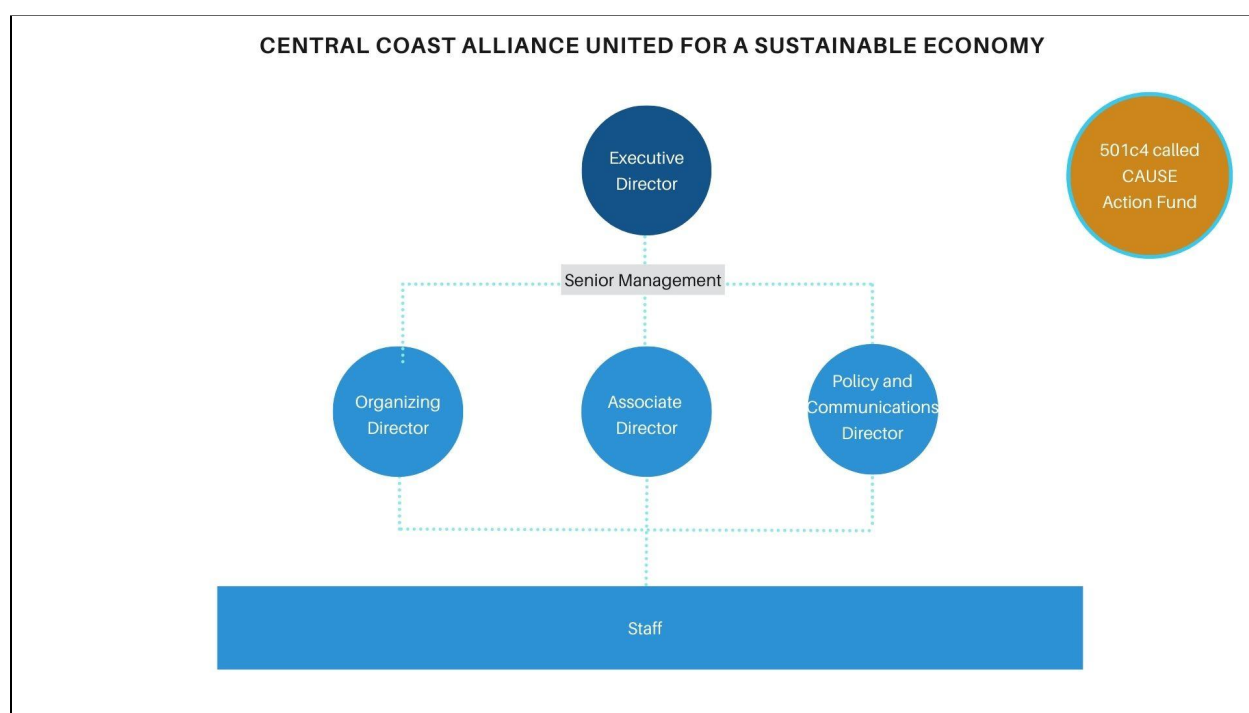 CENTRAL COAST ALLIANCE UNITED FOR A SUSTAINABLE ECONOMY
Executive
Director
501c4 called
CAUSE
Action Fund
Senior Management
Organizing
Director
Associate
Director
Policy and
Communications
Director
Staff